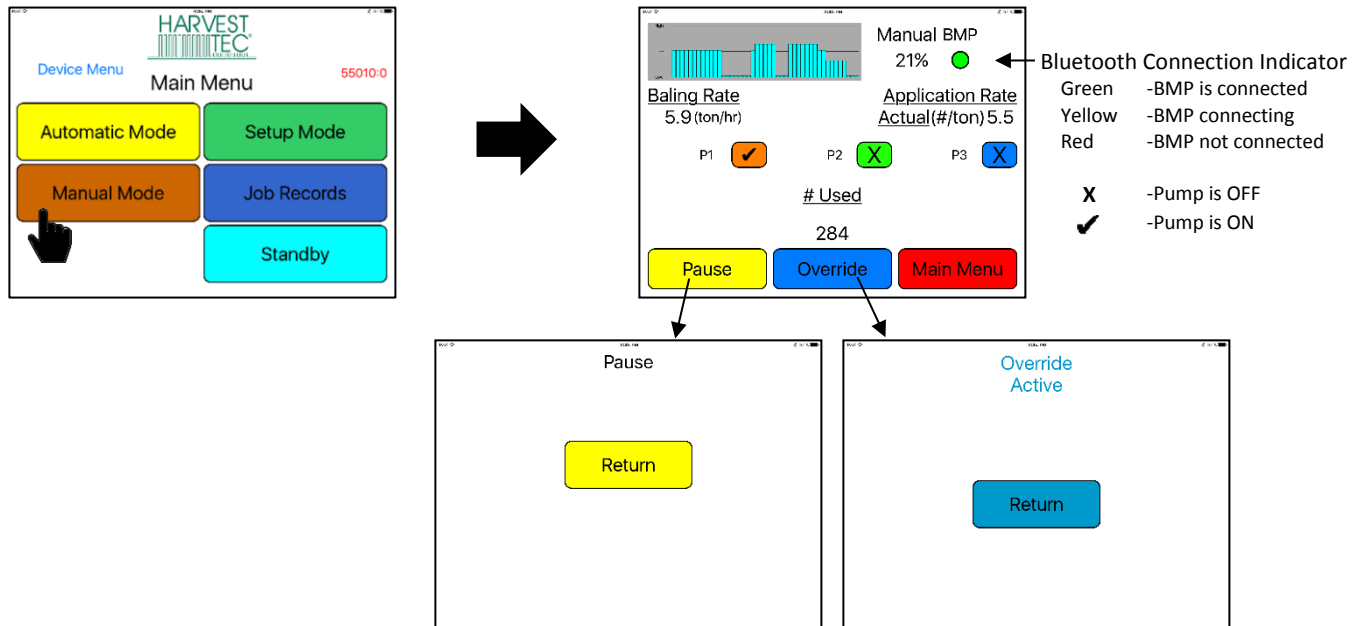 HARVEST
TEC
Device Menu
55010:0
Main Menu
Automatic Mode
Setup Mode
Manual Mode
Job Records
Standby
High
Low
Manual BMP
21%
Baling Rate
5.9 (ton/hr)
Application Rate
Actual(#/ton) 5.5
P1 ✔
P2 X
P3 X
# Used
284
Pause
Override
Main Menu
Bluetooth Connection Indicator
Green -BMP is connected
Yellow -BMP connecting
Red -BMP not connected
X -Pump is OFF
✔ -Pump is ON
Pause
Return
Override
Active
Return